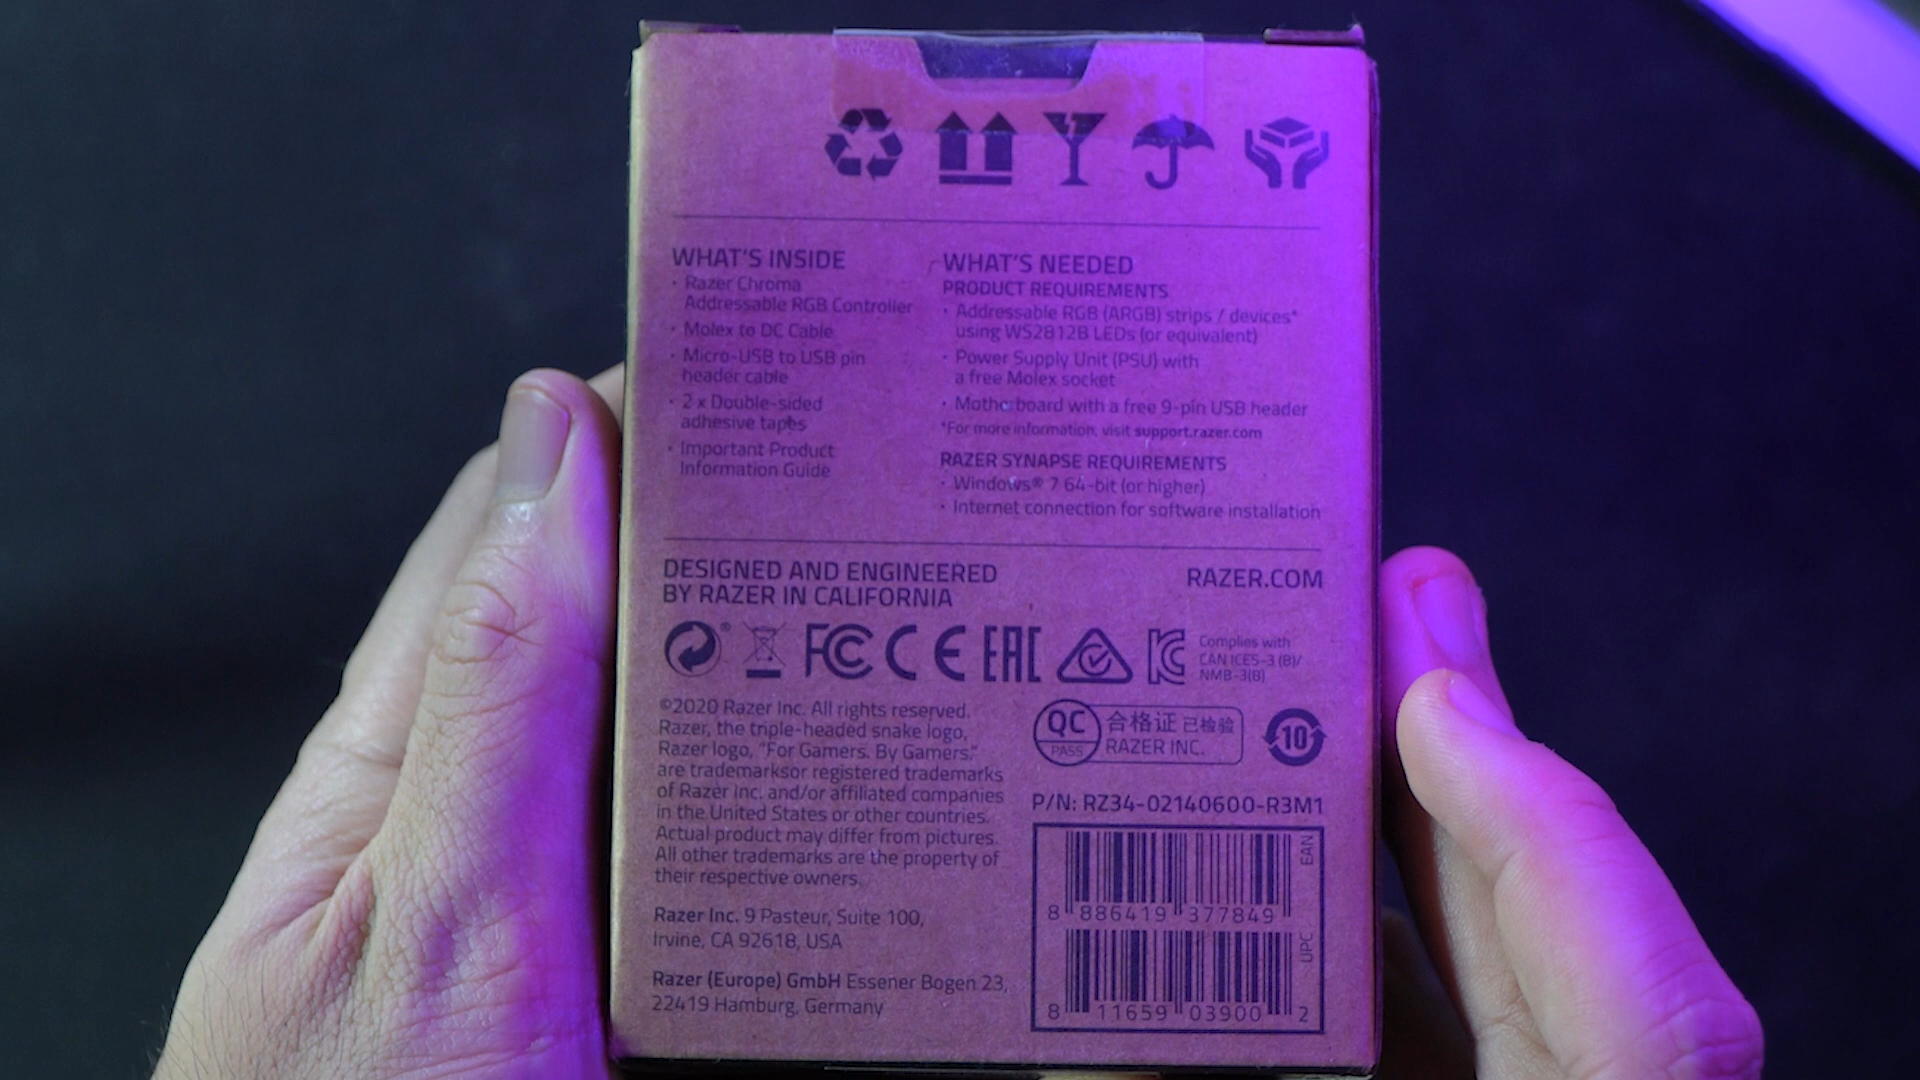 WHAT'S INSIDE
· Razer Chroma
Addressable RGB Controller
· Molex to DC Cable
· Micro-USB to USB pin
header cable
· 2 x Double-sided
adhesive tapes
· Important Product
Information Guide
WHAT'S NEEDED
PRODUCT REQUIREMENTS
· Addressable RGB (ARGB) strips / devices*
using WS2812B LEDs (or equivalent)
· Power Supply Unit (PSU) with
a free Molex socket
· Motherboard with a free 9-pin USB header
*For more information, visit support.razer.com
RAZER SYNAPSE REQUIREMENTS
· Windows® 7 64-bit (or higher)
· Internet connection for software installation
DESIGNED AND ENGINEERED
BY RAZER IN CALIFORNIA
RAZER.COM
® FC CE EAC KC
Complies with
CAN ICES-3 (B)/
NMB-3(B)
©2020 Razer Inc. All rights reserved.
Razer, the triple-headed snake logo,
Razer logo, "For Gamers. By Gamers."
are trademarksor registered trademarks
of Razer Inc. and/or affiliated companies
in the United States or other countries.
Actual product may differ from pictures.
All other trademarks are the property of
their respective owners.
Razer Inc. 9 Pasteur, Suite 100,
Irvine, CA 92618, USA
Razer (Europe) GmbH Essener Bogen 23,
22419 Hamburg, Germany
QC PASS
合格证 已检验
RAZER INC.
10
P/N: RZ34-02140600-R3M1
EAN
8 886419 377849
UPC
8 11659 03900 2